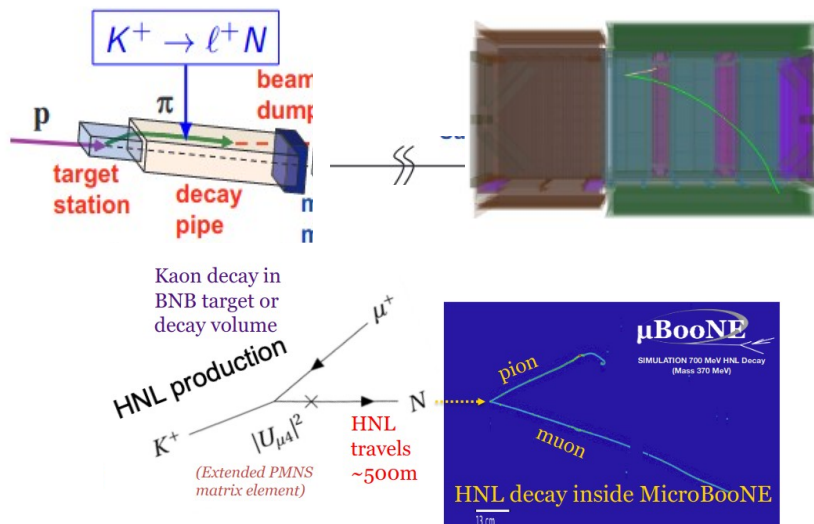 K⁺ → ℓ⁺ N
beam
dump
π
p
target
station
decay
pipe
m
m
Kaon decay in
BNB target or
decay volume
HNL production
μ⁺
K⁺
|U_{μ4}|²
N
(Extended PMNS
matrix element)
HNL
travels
~500m
μBooNE
SIMULATION 700 MeV HNL Decay
(Mass 370 MeV)
pion
muon
HNL decay inside MicroBooNE
13 cm